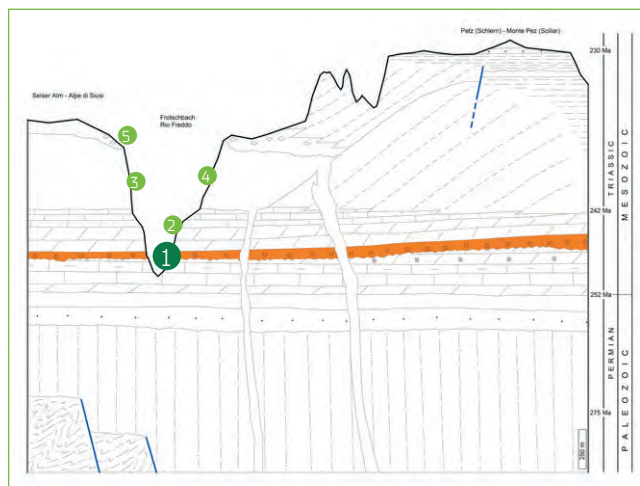 Petz (Schlern) - Monte Pez (Sciliar)
230 Ma
Seiser Alm - Alpe di Siusi
Frötschbach
Rio Freddo
5
3
4
2
1
242 Ma
252 Ma
275 Ma
TRIASSIC
MESOZOIC
PERMIAN
PALEOZOIC
250 m